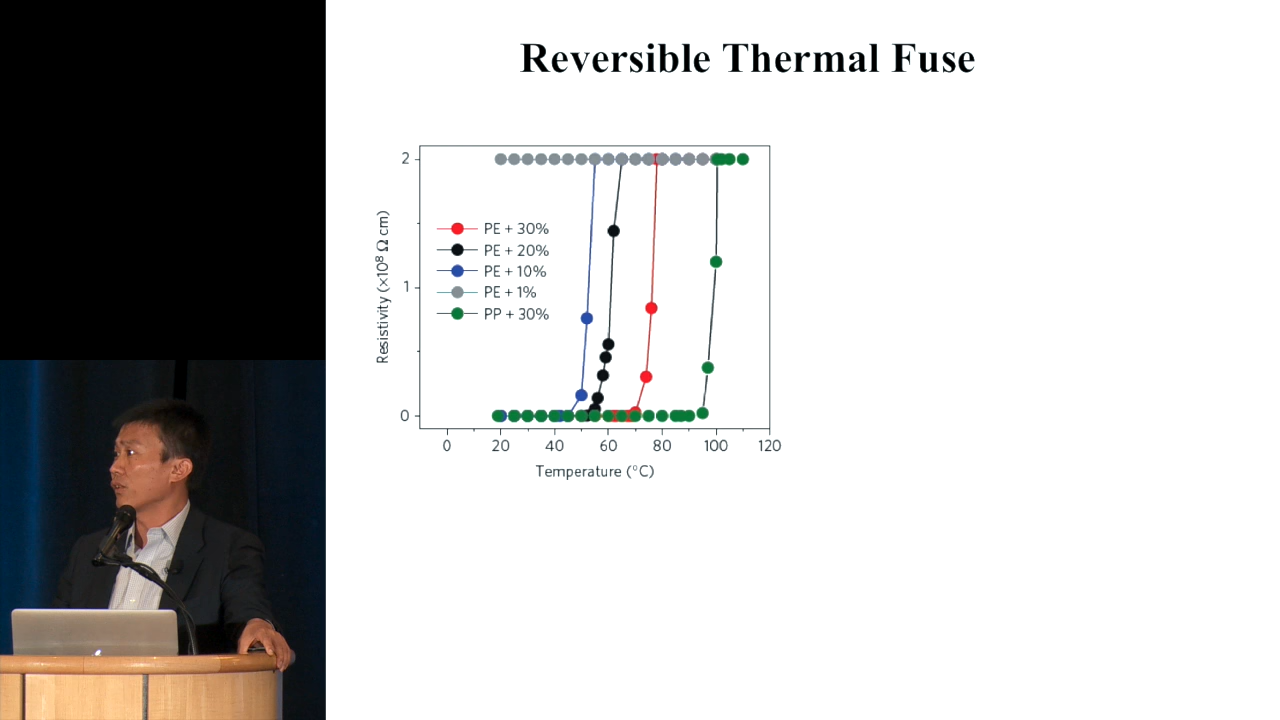 Reversible Thermal Fuse
2
1
0
Resistivity (×10⁸ Ω cm)
PE + 30%
PE + 20%
PE + 10%
PE + 1%
PP + 30%
0 20 40 60 80 100 120
Temperature (°C)